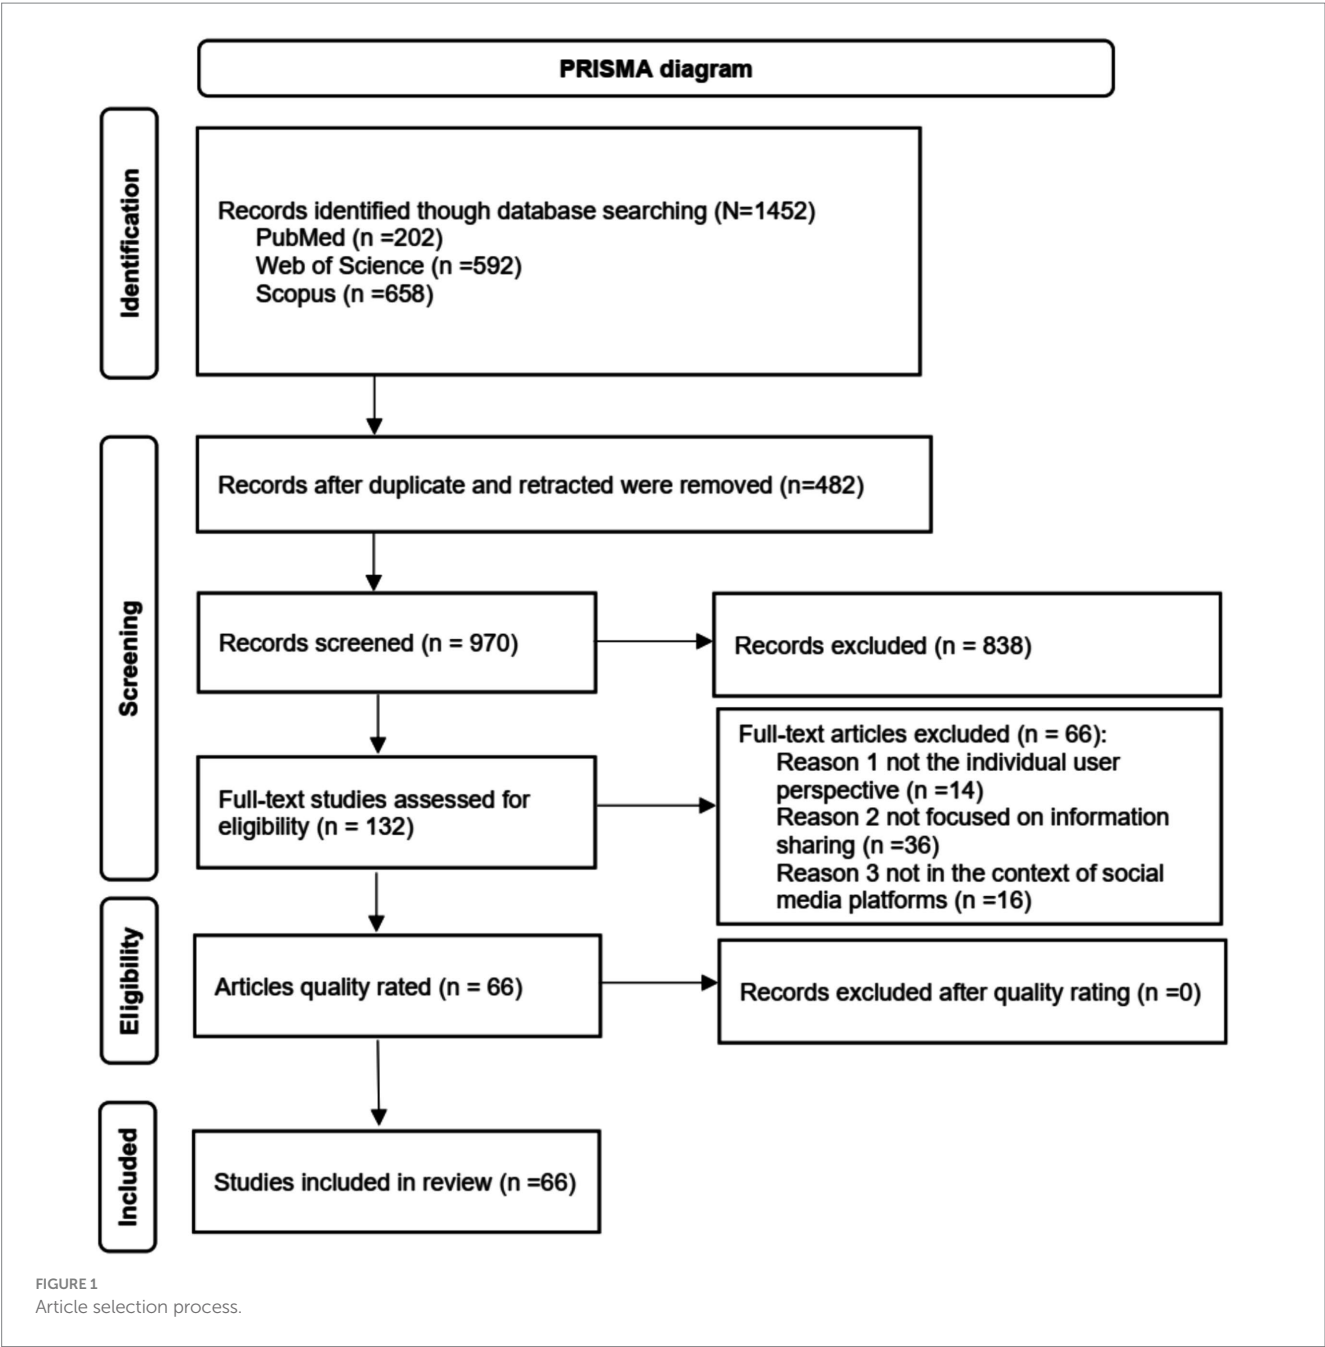 PRISMA diagram
Identification
Records identified though database searching (N=1452)
PubMed (n =202)
Web of Science (n =592)
Scopus (n =658)
Screening
Records after duplicate and retracted were removed (n=482)
Records screened (n = 970)
Records excluded (n = 838)
Full-text studies assessed for
eligibility (n = 132)
Full-text articles excluded (n = 66):
Reason 1 not the individual user
perspective (n =14)
Reason 2 not focused on information
sharing (n =36)
Reason 3 not in the context of social
media platforms (n =16)
Eligibility
Articles quality rated (n = 66)
Records excluded after quality rating (n =0)
Included
Studies included in review (n =66)
FIGURE 1
Article selection process.